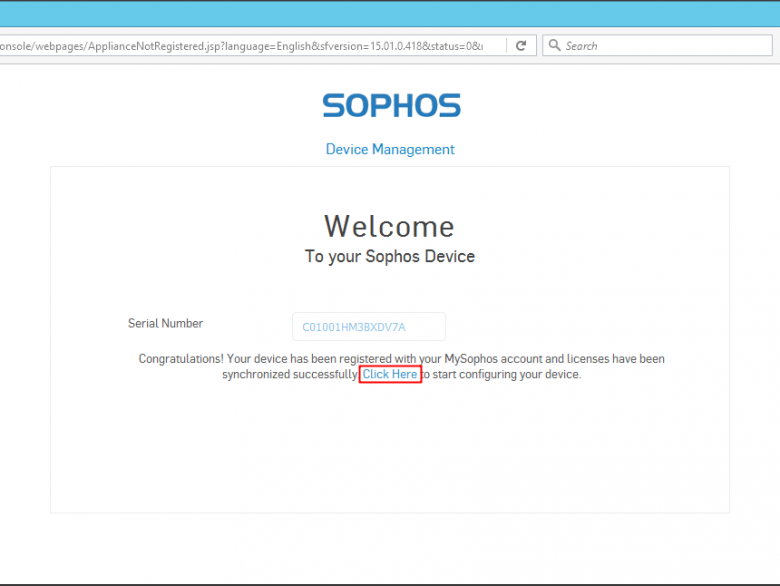 onsole/webpages/ApplianceNotRegistered.jsp?language=English&sfversion=15.01.0.418&status=0&u
Search
SOPHOS
Device Management
Welcome
To your Sophos Device
Serial Number
C01001HM3BXDV7A
Congratulations! Your device has been registered with your MySophos account and licenses have been
synchronized successfully. Click Here to start configuring your device.